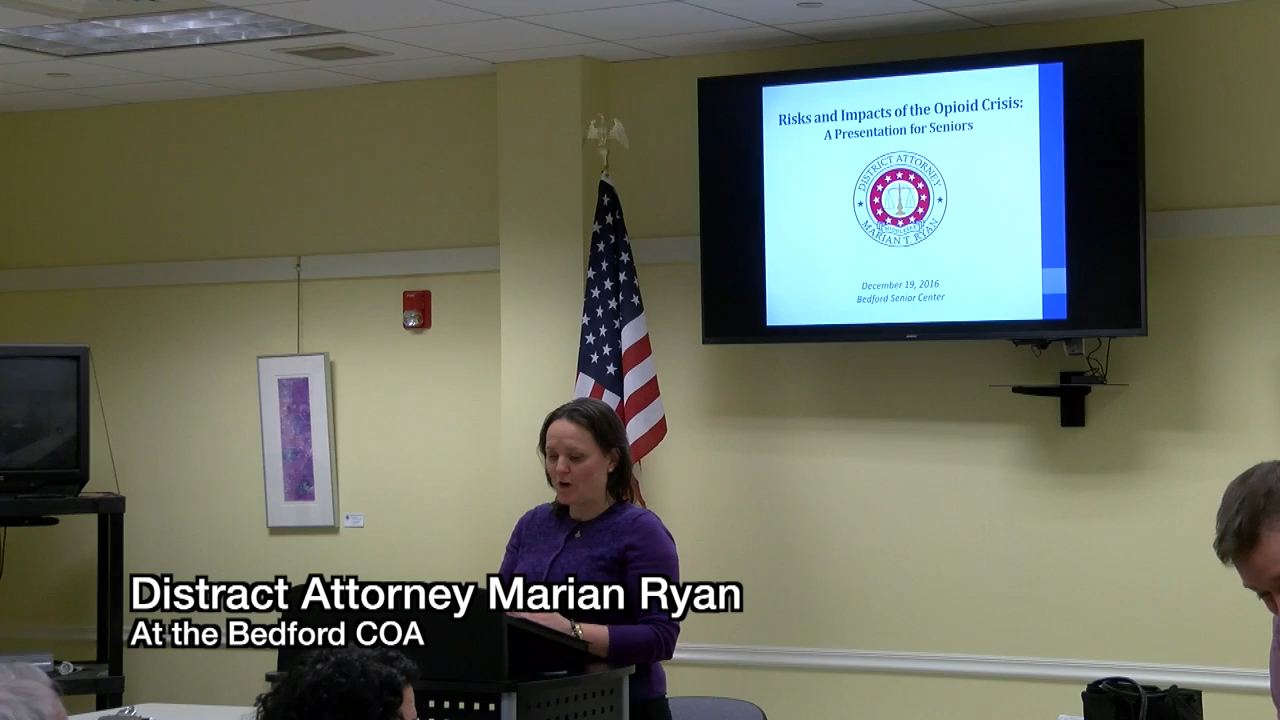 Risks and Impacts of the Opioid Crisis:
A Presentation for Seniors
DISTRICT ATTORNEY
MIDDLESEX
MARIAN T RYAN
December 19, 2016
Bedford Senior Center
Distract Attorney Marian Ryan
At the Bedford COA